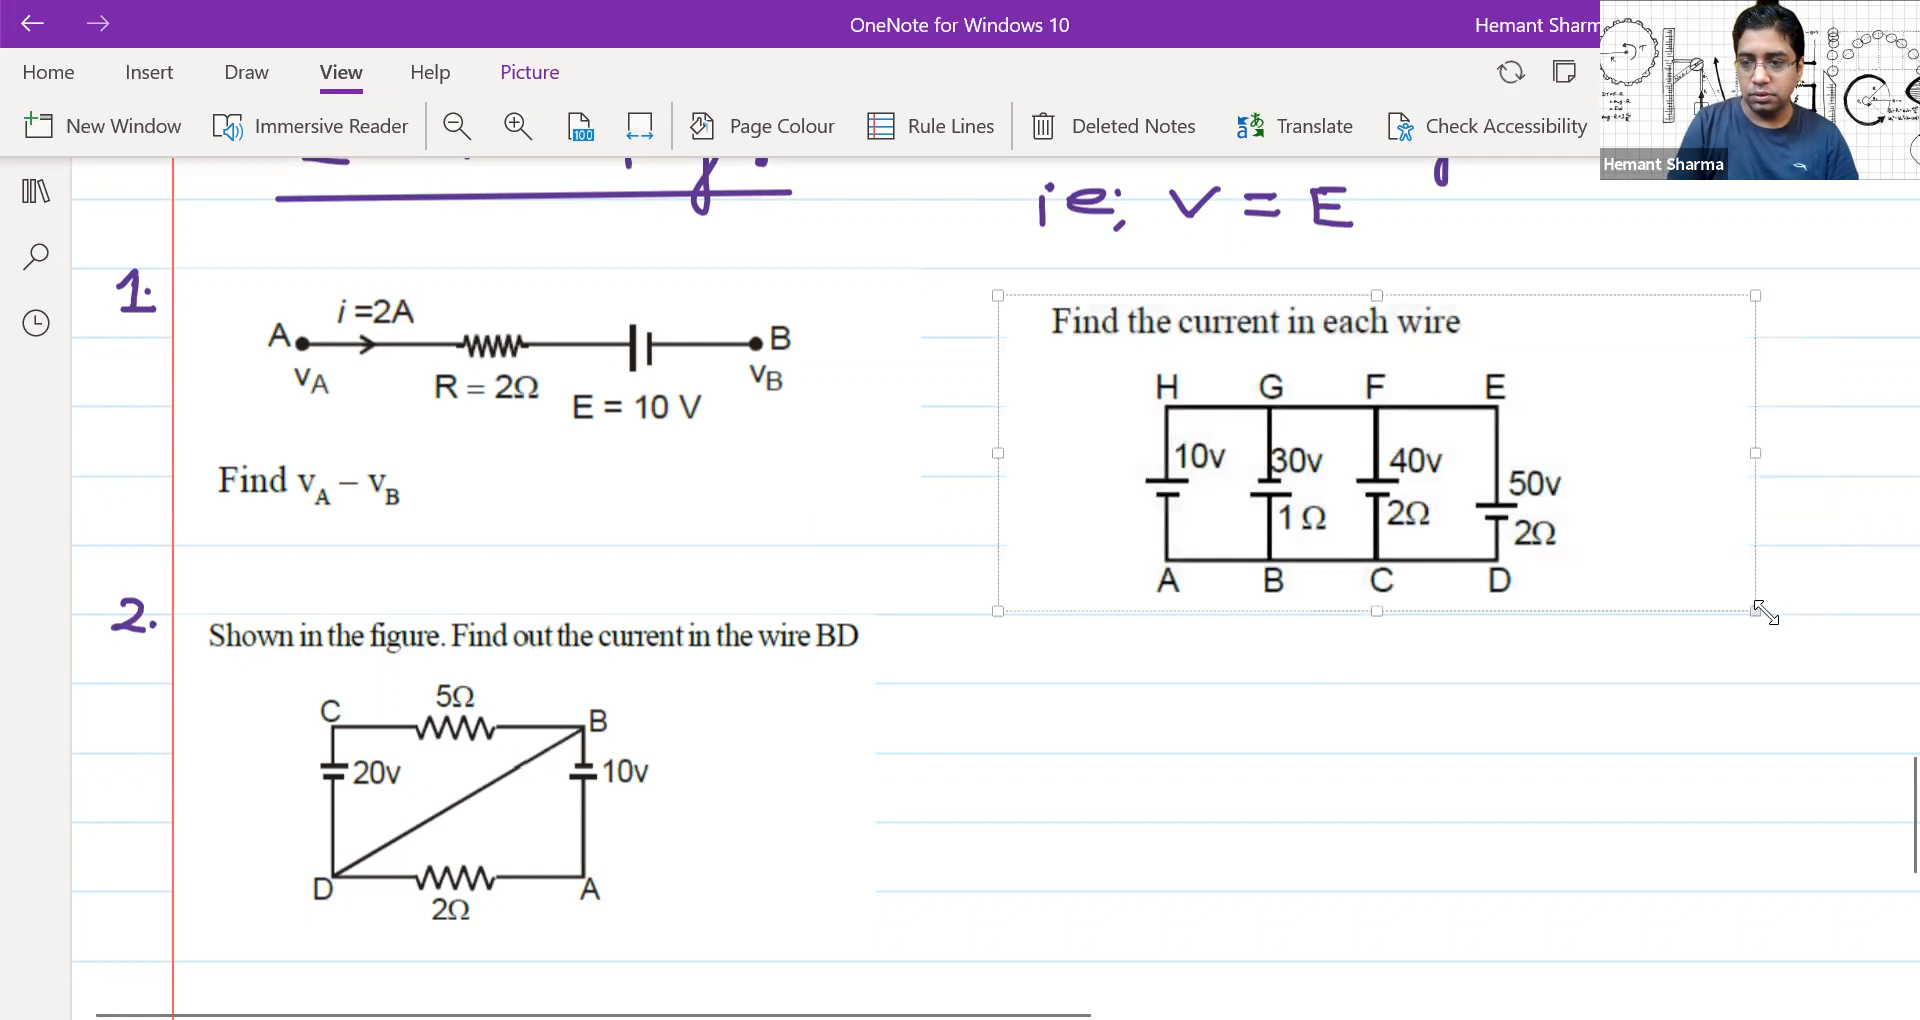 OneNote for Windows 10
Hemant Sharm
Home Insert Draw View Help Picture
New Window Immersive Reader 100 Page Colour Rule Lines Deleted Notes Translate Check Accessibility
Hemant Sharma
ie; V = E
1.
i =2A
A B
VA VB
R = 2Ω
E = 10 V
Find vA – vB
2.
Shown in the figure. Find out the current in the wire BD
5Ω
C B
20v 10v
D A
2Ω
Find the current in each wire
H G F E
10v 30v 40v 50v
1Ω 2Ω 2Ω
A B C D